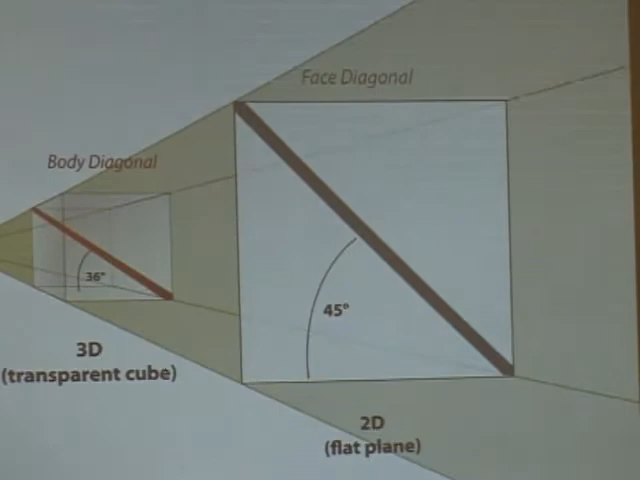 Face Diagonal
Body Diagonal
36°
45°
3D
(transparent cube)
2D
(flat plane)